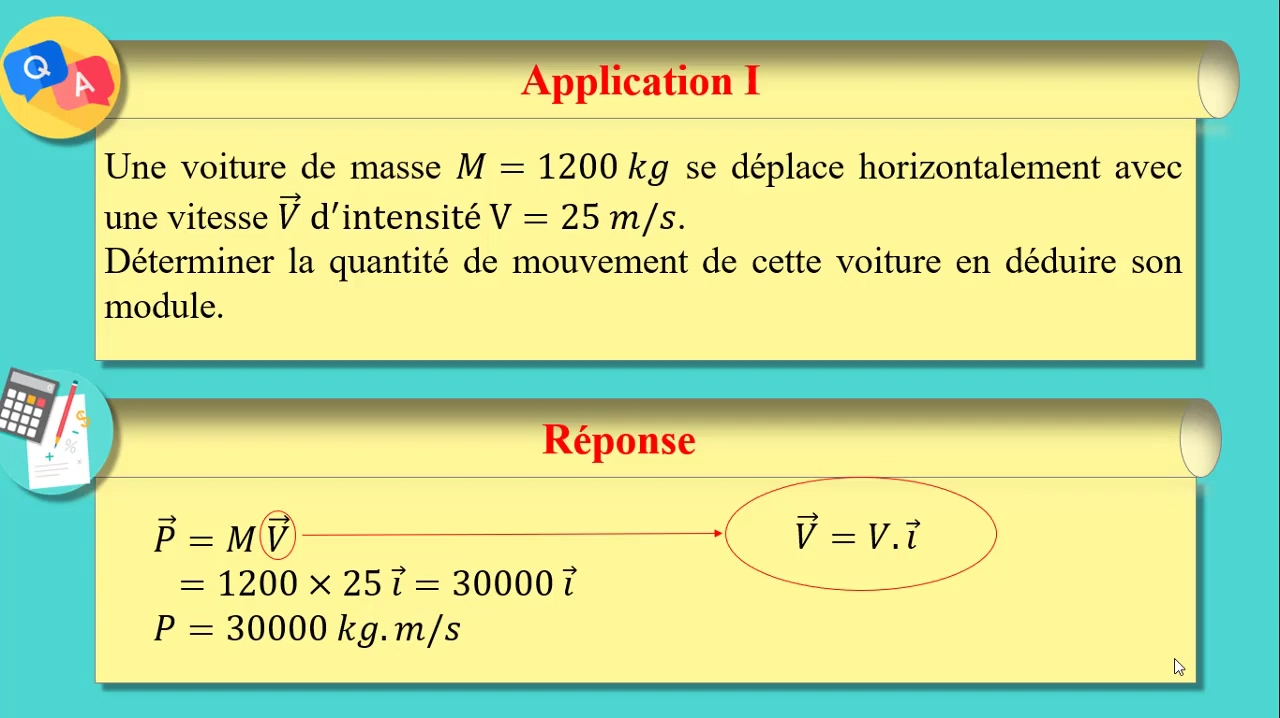 Q
A
Application I
Une voiture de masse M = 1200 kg se déplace horizontalement avec
une vitesse V⃗ d′intensité V = 25 m/s.
Déterminer la quantité de mouvement de cette voiture en déduire son
module.
Réponse
P⃗ = M V⃗
V⃗ = V. ı⃗
= 1200 × 25 ı⃗ = 30000 ı⃗
P = 30000 kg. m/s